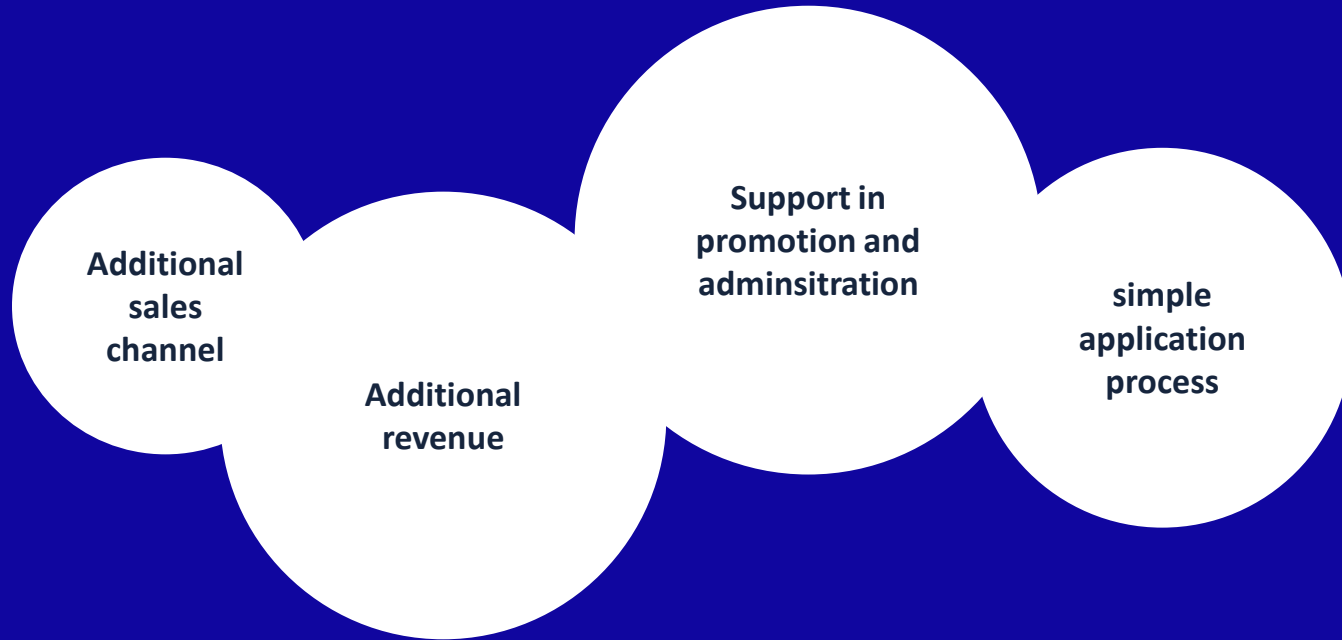 Additional
sales
channel
Additional
revenue
Support in
promotion and
adminsitration
simple
application
process